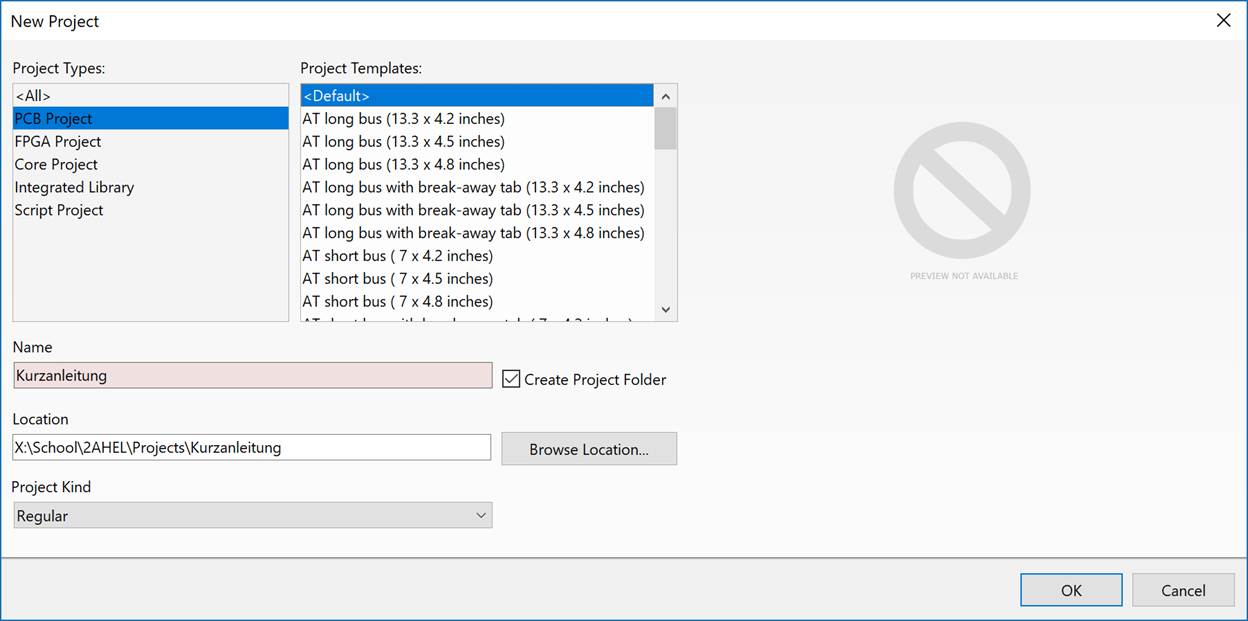 New Project
Project Types:
<All>
PCB Project
FPGA Project
Core Project
Integrated Library
Script Project
Project Templates:
<Default>
AT long bus (13.3 x 4.2 inches)
AT long bus (13.3 x 4.5 inches)
AT long bus (13.3 x 4.8 inches)
AT long bus with break-away tab (13.3 x 4.2 inches)
AT long bus with break-away tab (13.3 x 4.5 inches)
AT long bus with break-away tab (13.3 x 4.8 inches)
AT short bus ( 7 x 4.2 inches)
AT short bus ( 7 x 4.5 inches)
AT short bus ( 7 x 4.8 inches)
PREVIEW NOT AVAILABLE
Name
Kurzanleitung
Create Project Folder
Location
X:\School\2AHEL\Projects\Kurzanleitung
Browse Location...
Project Kind
Regular
OK
Cancel